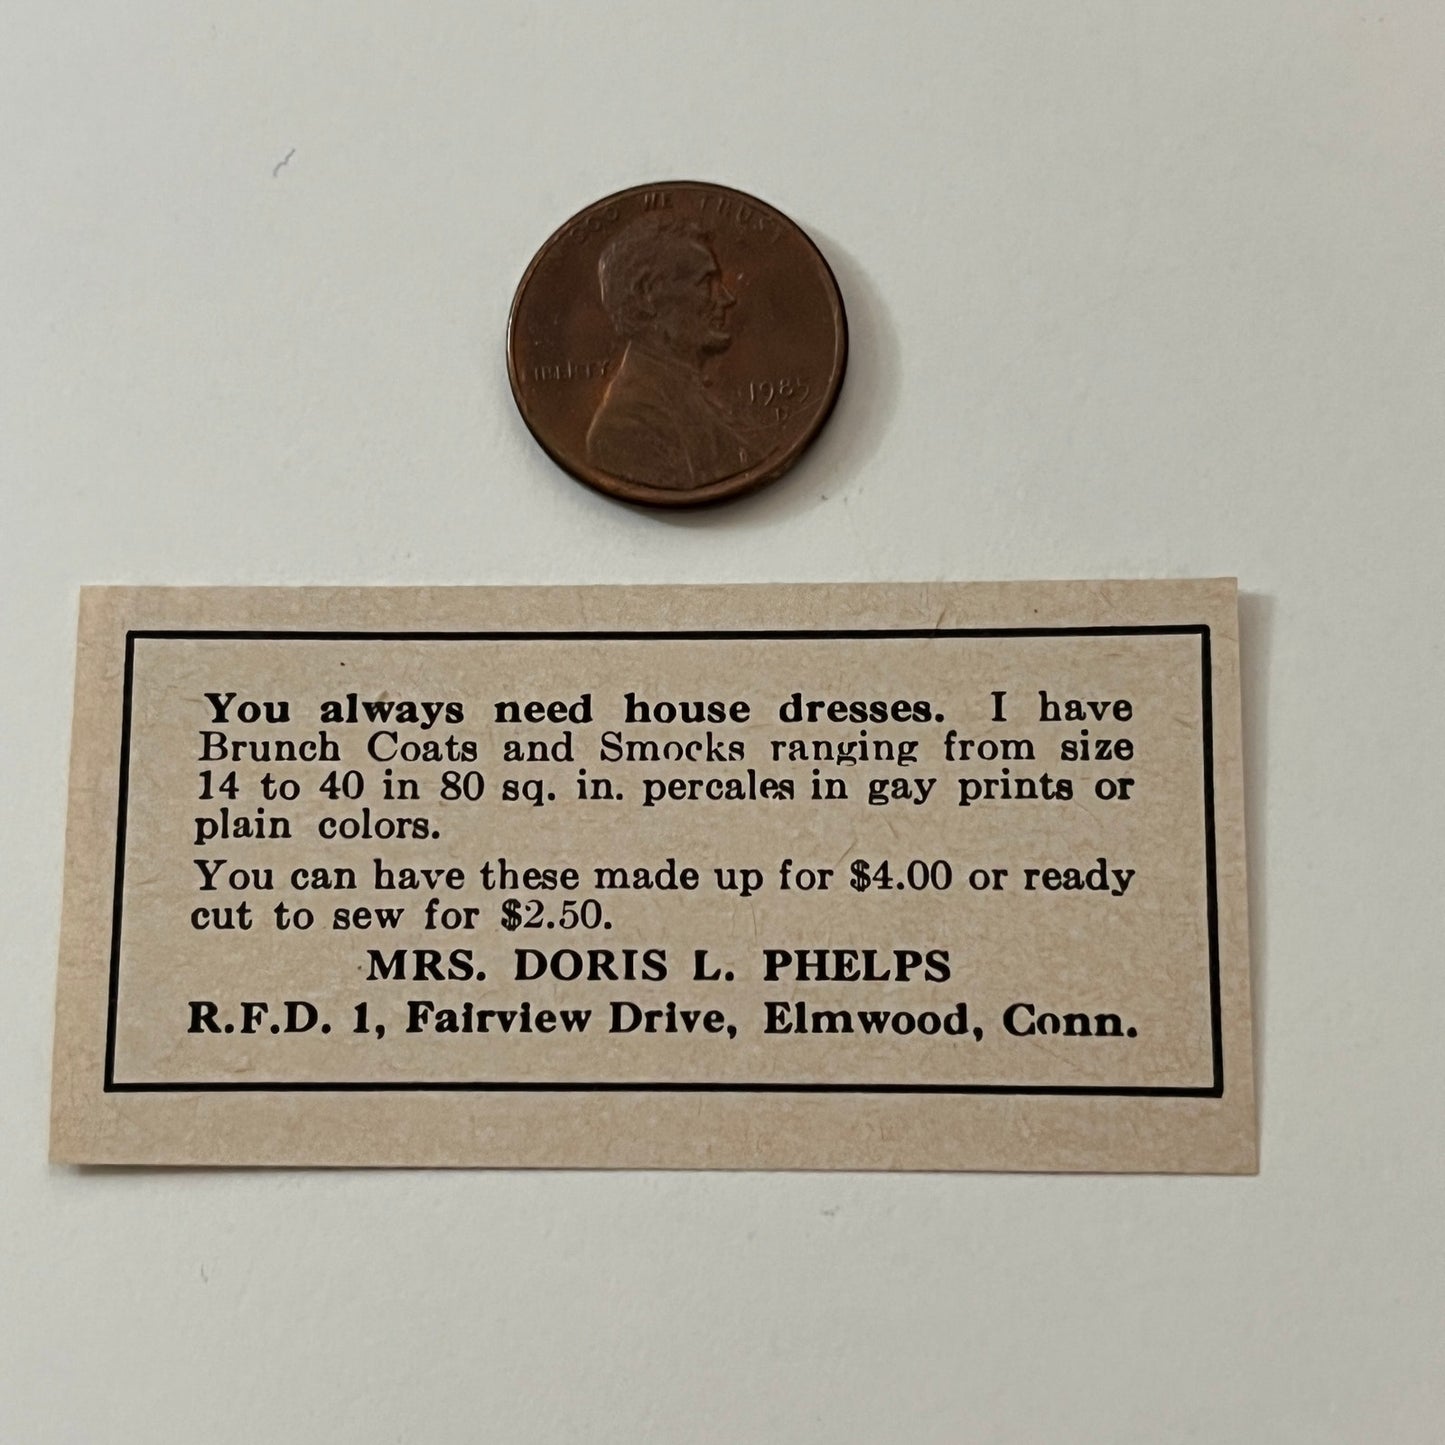 GOD WE TRUST
LIBERTY
1985
D
You always need house dresses. I have
Brunch Coats and Smocks ranging from size
14 to 40 in 80 sq. in. percales in gay prints or
plain colors.
You can have these made up for $4.00 or ready
cut to sew for $2.50.
MRS. DORIS L. PHELPS
R.F.D. 1, Fairview Drive, Elmwood, Conn.